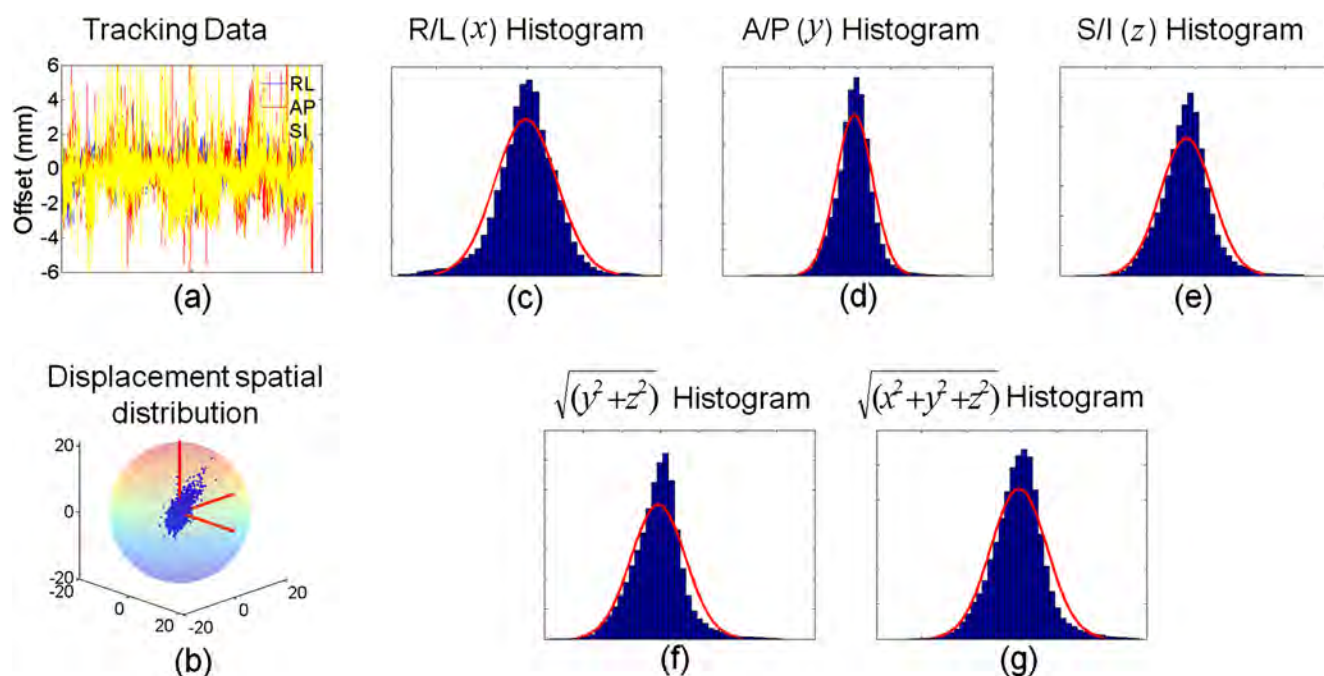 Tracking Data
R/L (x) Histogram
A/P (y) Histogram
S/I (z) Histogram
6
4
2
0
-2
-4
-6
Offset (mm)
RL
AP
SI
(a)
(c)
(d)
(e)
Displacement spatial
distribution
20
0
-20
-20
0
20
-20
0
20
(b)
√(y²+z²) Histogram
√(x²+y²+z²) Histogram
(f)
(g)